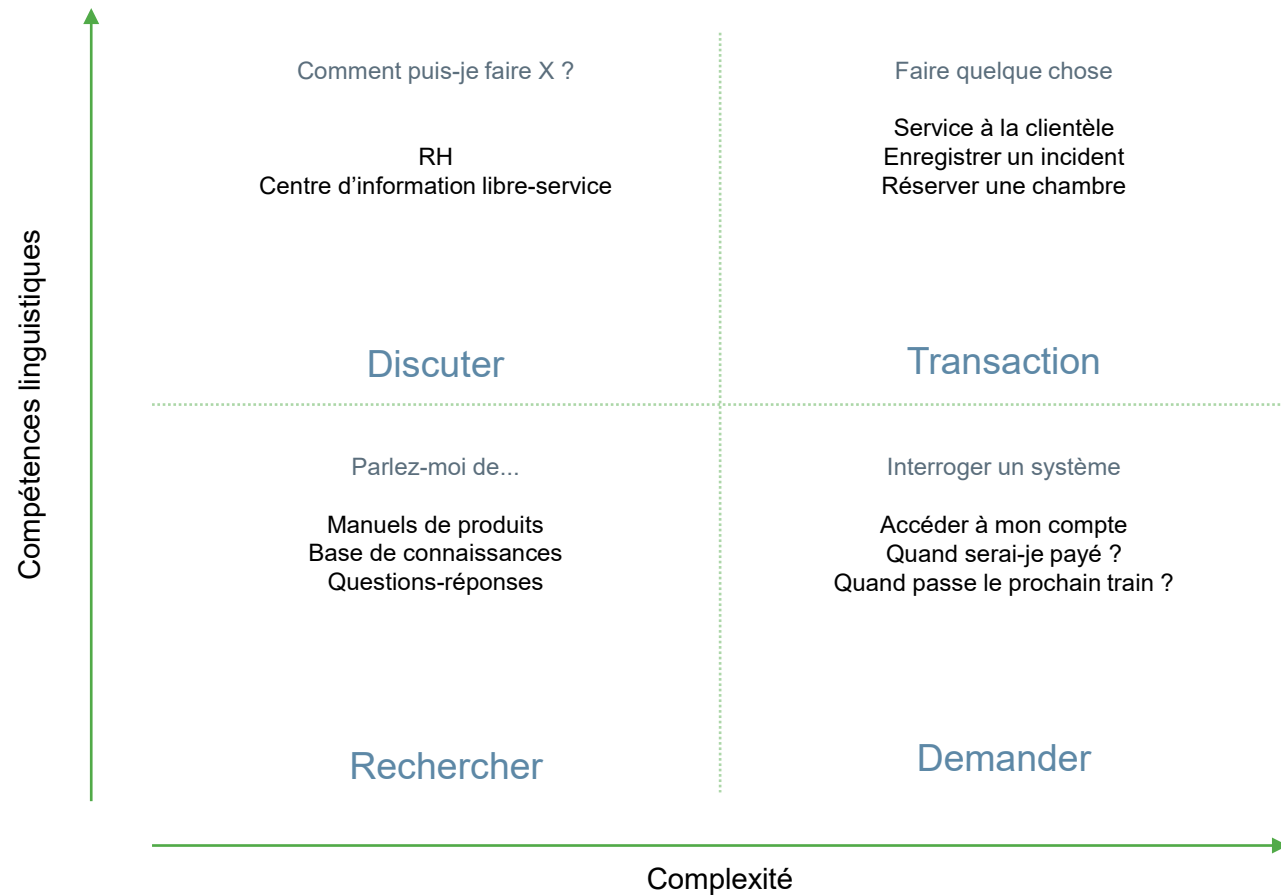 Compétences linguistiques
Comment puis-je faire X ?
RH
Centre d’information libre-service
Discuter
Faire quelque chose
Service à la clientèle
Enregistrer un incident
Réserver une chambre
Transaction
Parlez-moi de...
Manuels de produits
Base de connaissances
Questions-réponses
Rechercher
Interroger un système
Accéder à mon compte
Quand serai-je payé ?
Quand passe le prochain train ?
Demander
Complexité